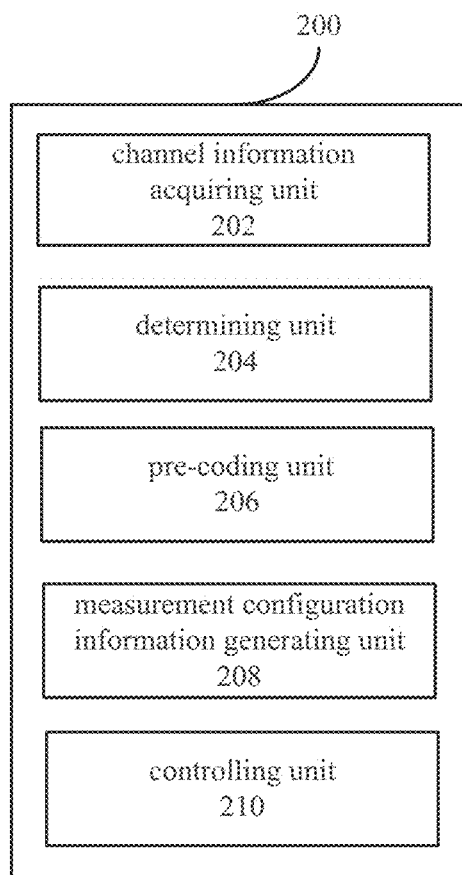 200
channel information
acquiring unit
202
determining unit
204
pre-coding unit
206
measurement configuration
information generating unit
208
controlling unit
210